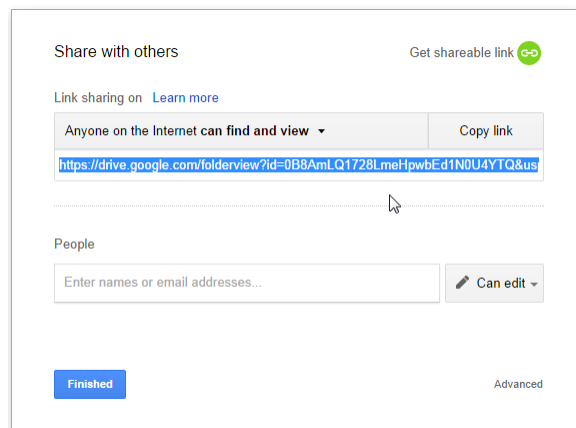 Share with others
Get shareable link
Link sharing on Learn more
Anyone on the Internet can find and view
Copy link
https://drive.google.com/folderview?id=0B8AmLQ1728LmeHpwbEd1N0U4YTQ&us
People
Enter names or email addresses...
Can edit
Finished
Advanced